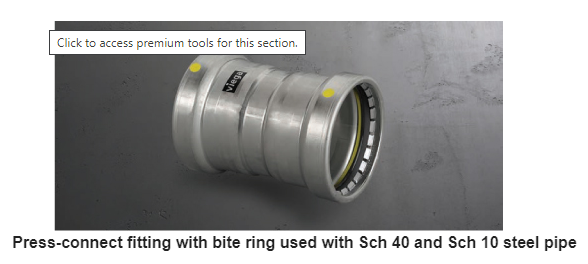 Click to access premium tools for this section.
viega
Press-connect fitting with bite ring used with Sch 40 and Sch 10 steel pipe